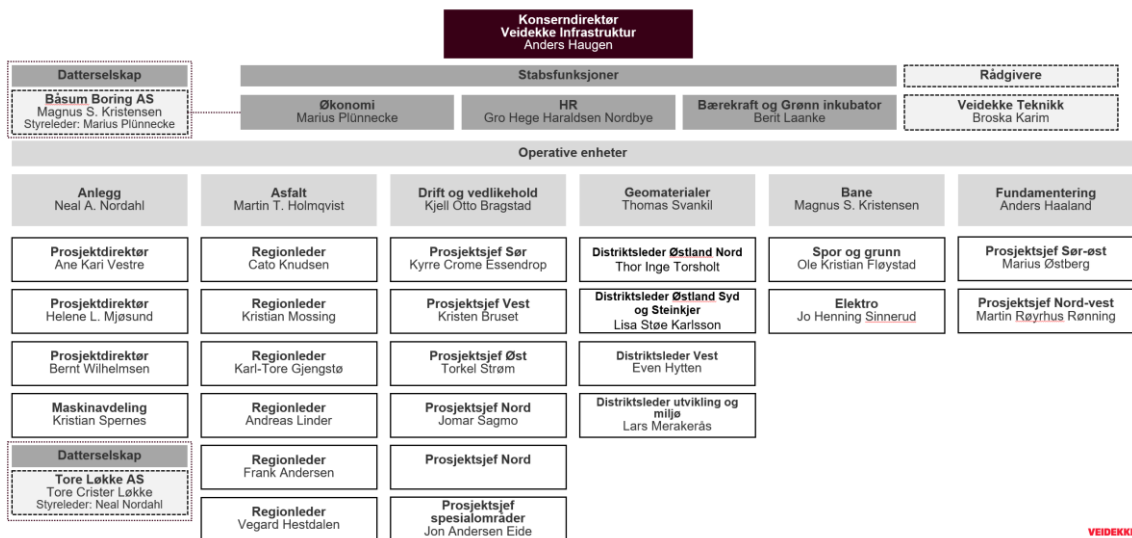 Konserndirektør
Veidekke Infrastruktur
Anders Haugen
Datterselskap
Båsum Boring AS
Magnus S. Kristensen
Styreleder: Marius Plünnecke
Stabsfunksjoner
Økonomi
Marius Plünnecke
HR
Gro Hege Haraldsen Nordbye
Bærekraft og Grønn inkubator
Berit Laanke
Rådgivere
Veidekke Teknikk
Broska Karim
Operative enheter
Anlegg
Neal A. Nordahl
Prosjektdirektør
Ane Kari Vestre
Prosjektdirektør
Helene L. Mjøsund
Prosjektdirektør
Bernt Wilhelmsen
Maskinavdeling
Kristian Spernes
Datterselskap
Tore Løkke AS
Tore Crister Løkke
Styreleder: Neal Nordahl
Asfalt
Martin T. Holmqvist
Regionleder
Cato Knudsen
Regionleder
Kristian Mossing
Regionleder
Karl-Tore Gjengstø
Regionleder
Andreas Linder
Regionleder
Frank Andersen
Regionleder
Vegard Hestdalen
Drift og vedlikehold
Kjell Otto Bragstad
Prosjektsjef Sør
Kyrre Crome Essendrop
Prosjektsjef Vest
Kristen Bruset
Prosjektsjef Øst
Torkel Strøm
Prosjektsjef Nord
Jomar Sagmo
Prosjektsjef Nord
Prosjektsjef
spesialområder
Jon Andersen Eide
Geomaterialer
Thomas Svankil
Distriktsleder Østland Nord
Thor Inge Torsholt
Distriktsleder Østland Syd
og Steinkjer
Lisa Støe Karlsson
Distriktsleder Vest
Even Hytten
Distriktsleder utvikling og
miljø
Lars Merakerås
Bane
Magnus S. Kristensen
Spor og grunn
Ole Kristian Fløystad
Elektro
Jo Henning Sinnerud
Fundamentering
Anders Haaland
Prosjektsjef Sør-øst
Marius Østberg
Prosjektsjef Nord-vest
Martin Røyrhus Rønning
VEIDEKKE